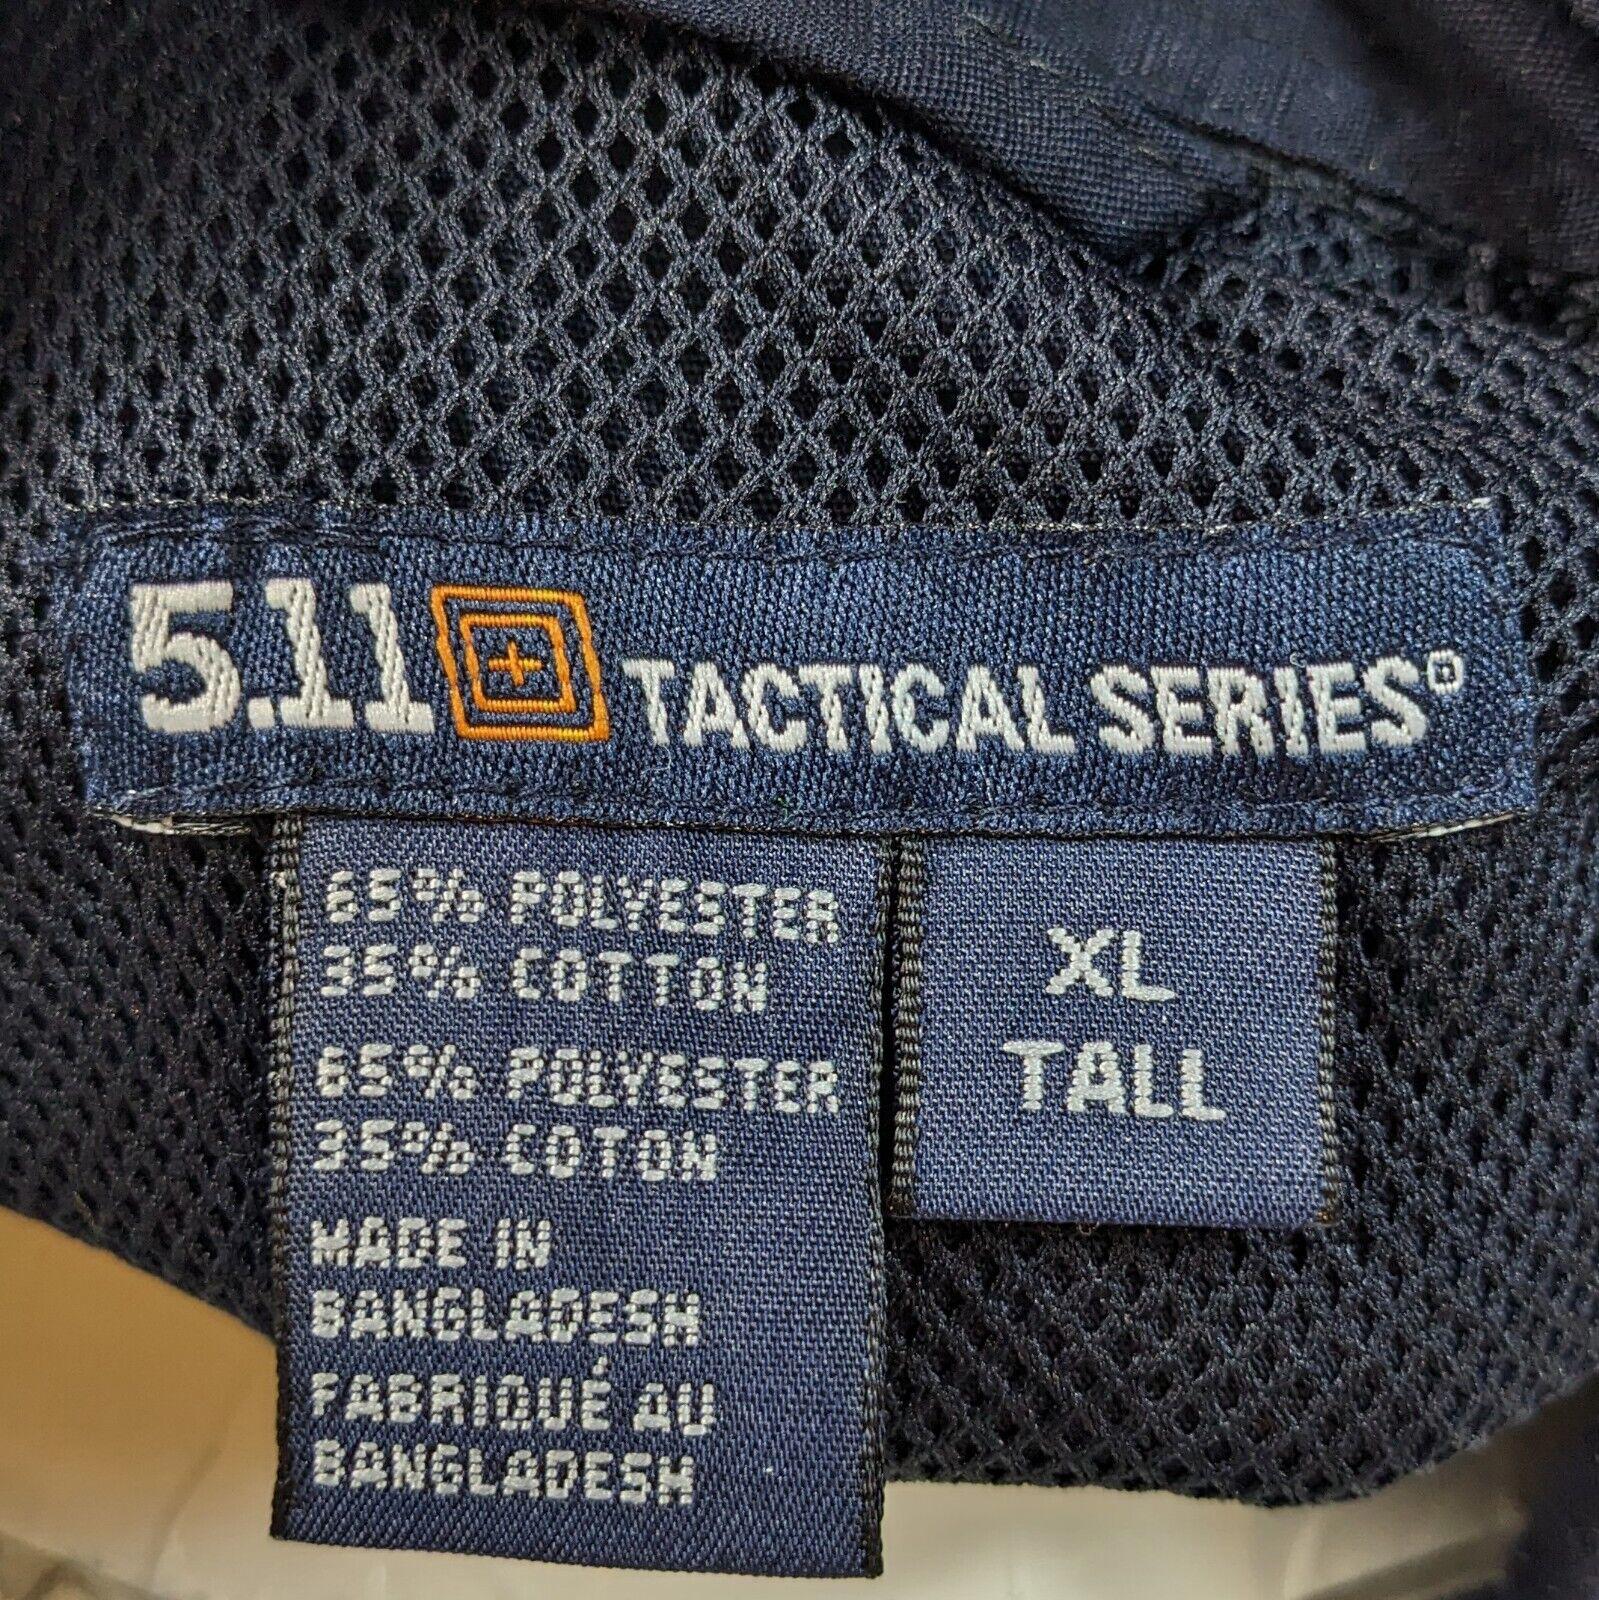 5.11 TACTICAL SERIES®
65% POLYESTER
35% COTTON
65% POLYESTER
35% COTON
MADE IN
BANGLADESH
FABRIQUÉ AU
BANGLADESH
XL
TALL